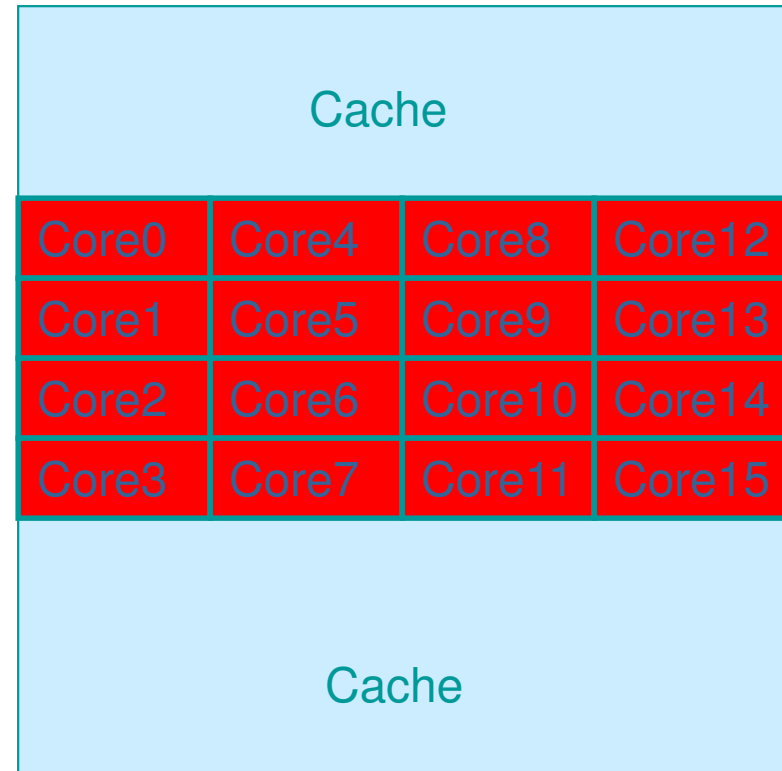 Cache
Core0 Core4 Core8 Core12
Core1 Core5 Core9 Core13
Core2 Core6 Core10 Core14
Core3 Core7 Core11 Core15
Cache